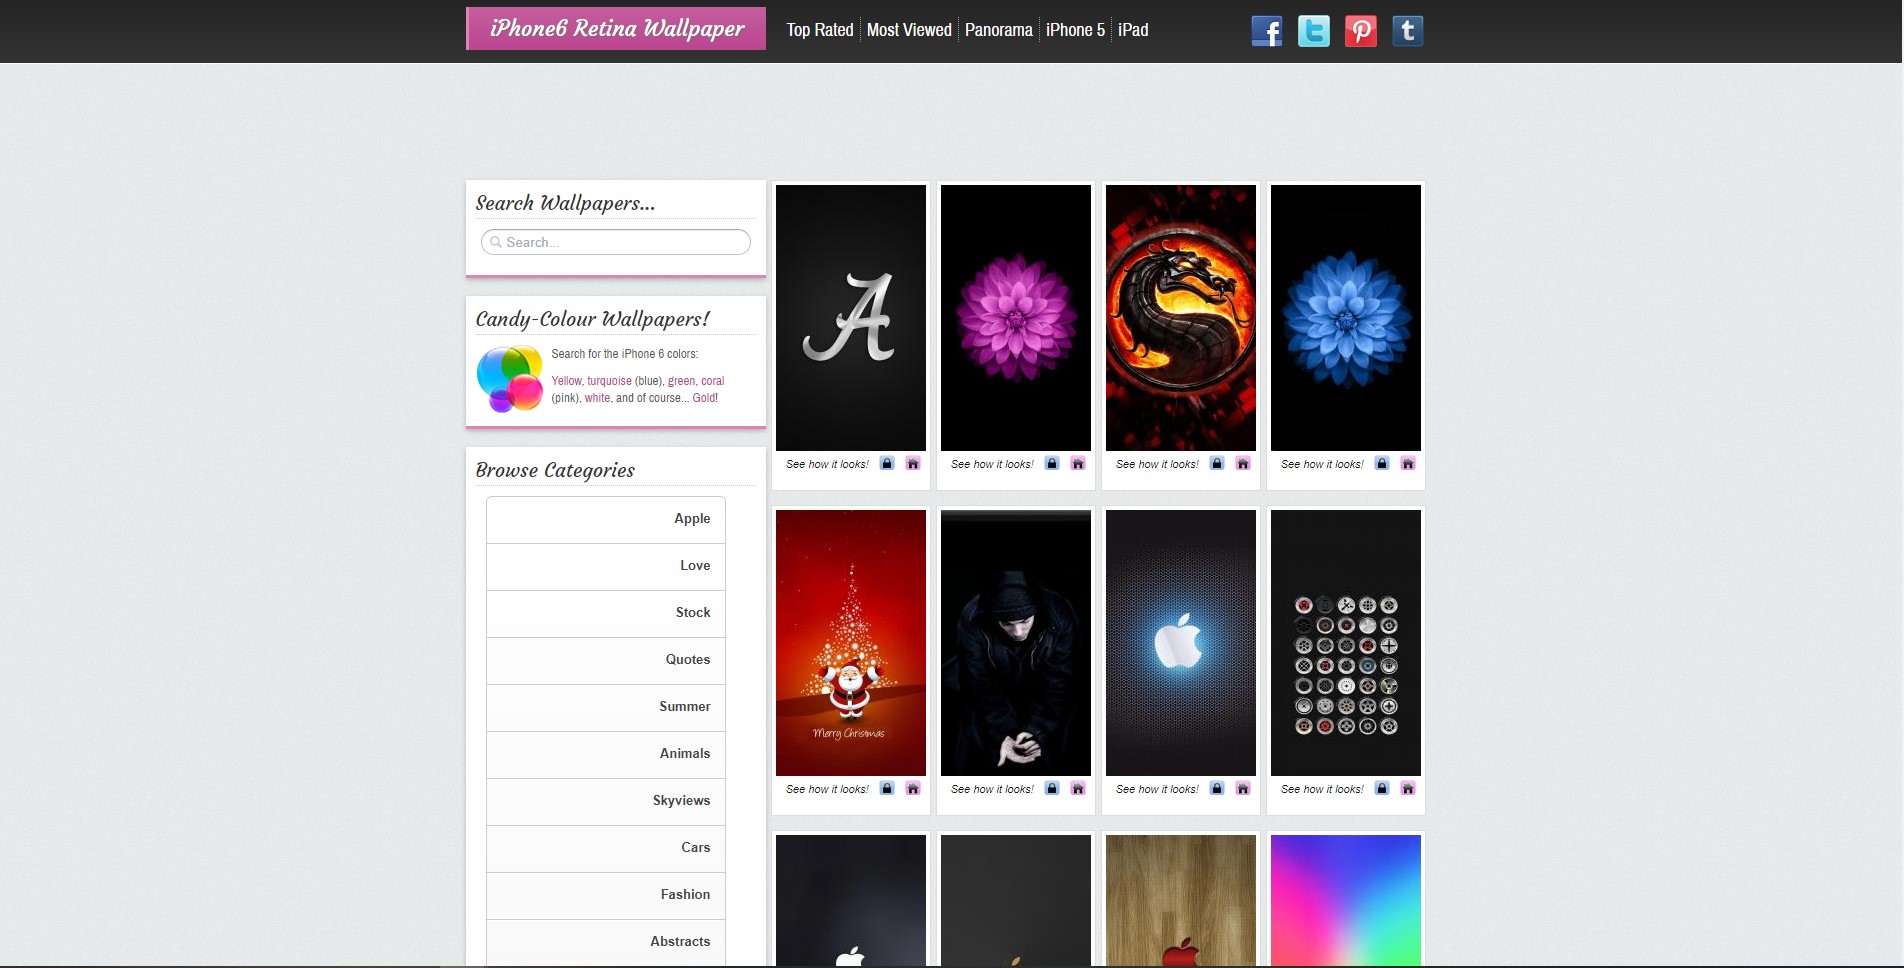 iPhone6 Retina Wallpaper
Top Rated
Most Viewed
Panorama
iPhone 5
iPad
Search Wallpapers...
Search...
Candy-Colour Wallpapers!
Search for the iPhone 6 colors:
Yellow, turquoise (blue), green, coral
(pink), white, and of course... Gold!
Browse Categories
Apple
Love
Stock
Quotes
Summer
Animals
Skyviews
Cars
Fashion
Abstracts
A
See how it looks!
See how it looks!
See how it looks!
See how it looks!
Merry Christmas
See how it looks!
See how it looks!
See how it looks!
See how it looks!